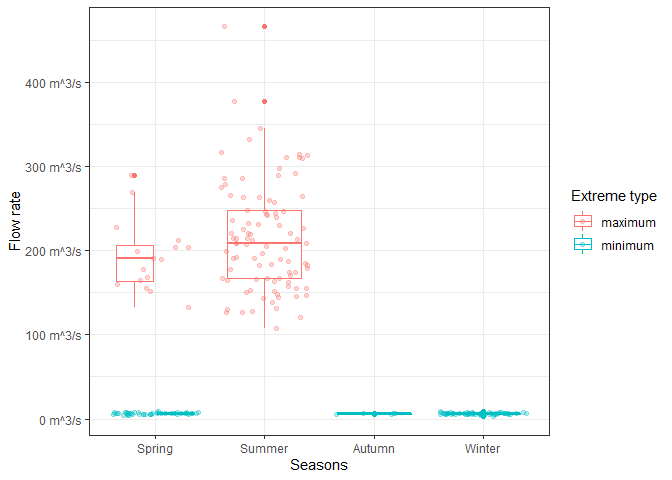 Flow rate
400 m^3/s
300 m^3/s
200 m^3/s
100 m^3/s
0 m^3/s
Spring Summer Autumn Winter
Seasons
Extreme type
maximum
minimum